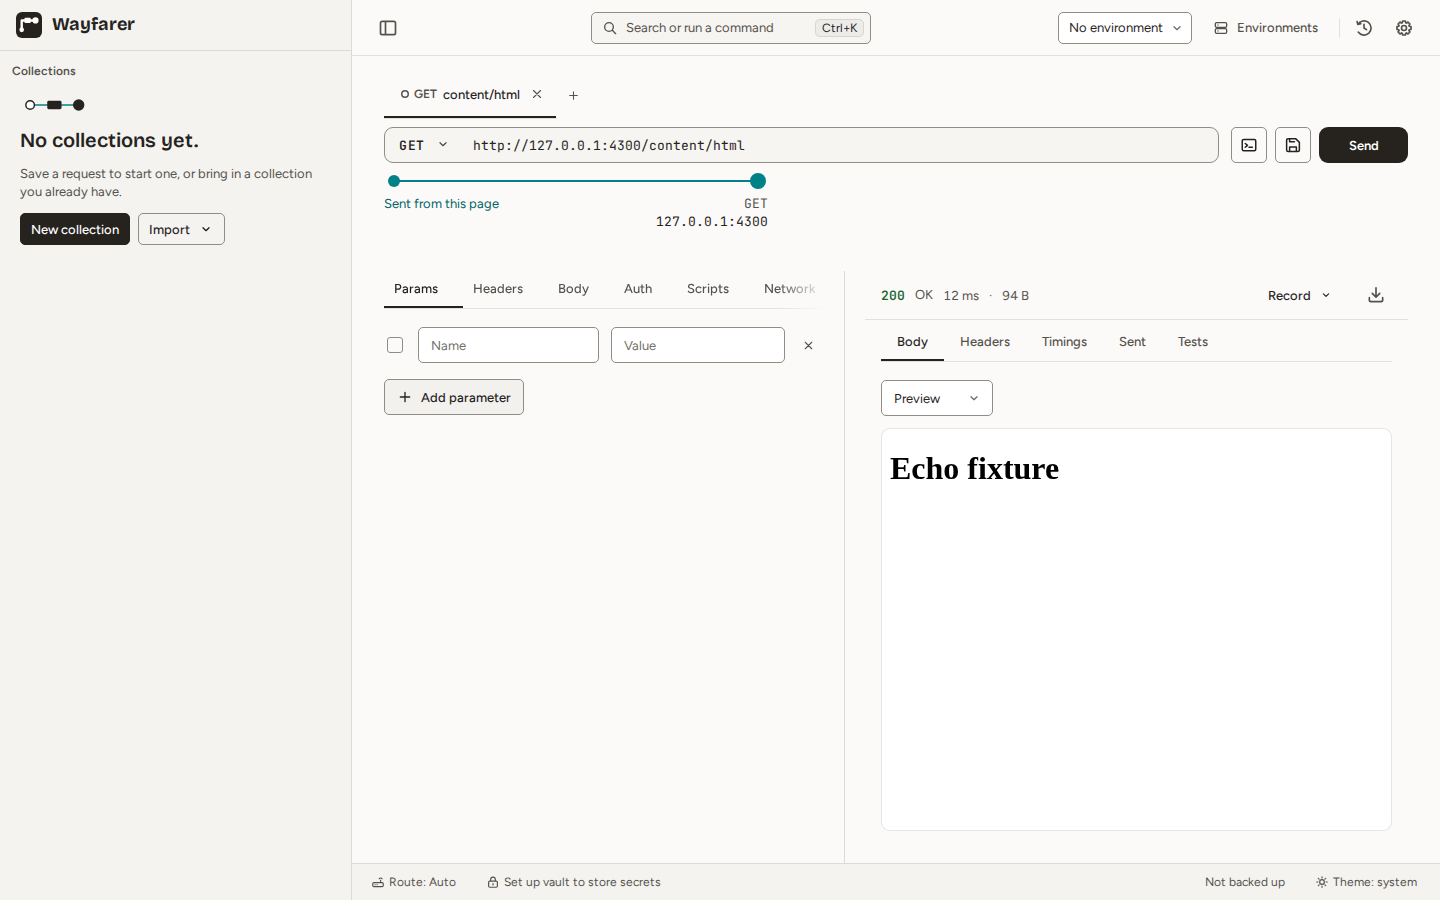 Wayfarer
Search or run a command
Ctrl+K
No environment
Environments
Collections
No collections yet.
Save a request to start one, or bring in a collection
you already have.
New collection
Import
GET content/html
GET
http://127.0.0.1:4300/content/html
Send
Sent from this page
GET
127.0.0.1:4300
Params
Headers
Body
Auth
Scripts
Network
Name
Value
Add parameter
200 OK 12 ms · 94 B
Record
Body
Headers
Timings
Sent
Tests
Preview
Echo fixture
Route: Auto
Set up vault to store secrets
Not backed up
Theme: system